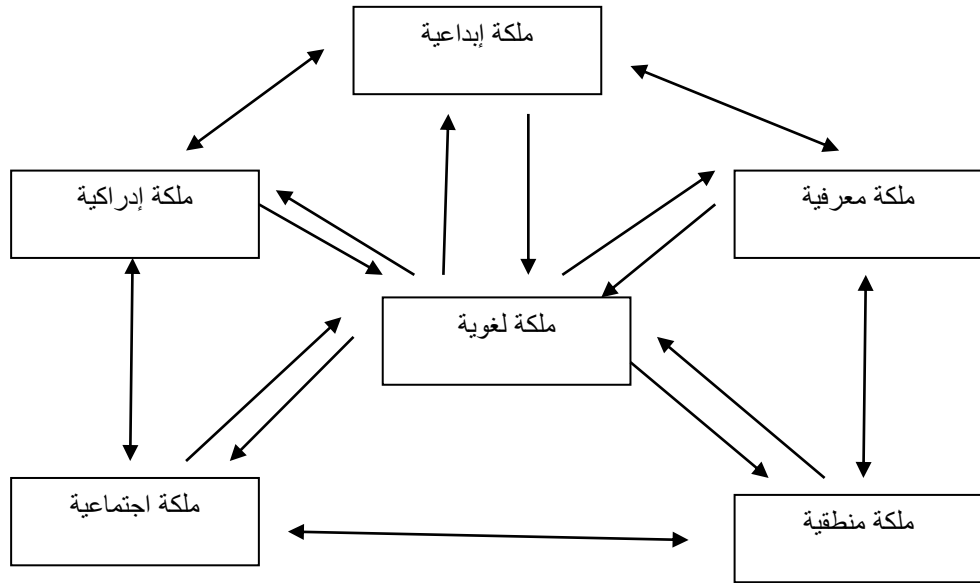 ملكة إبداعية
ملكة معرفية
ملكة إدراكية
ملكة لغوية
ملكة منطقية
ملكة اجتماعية